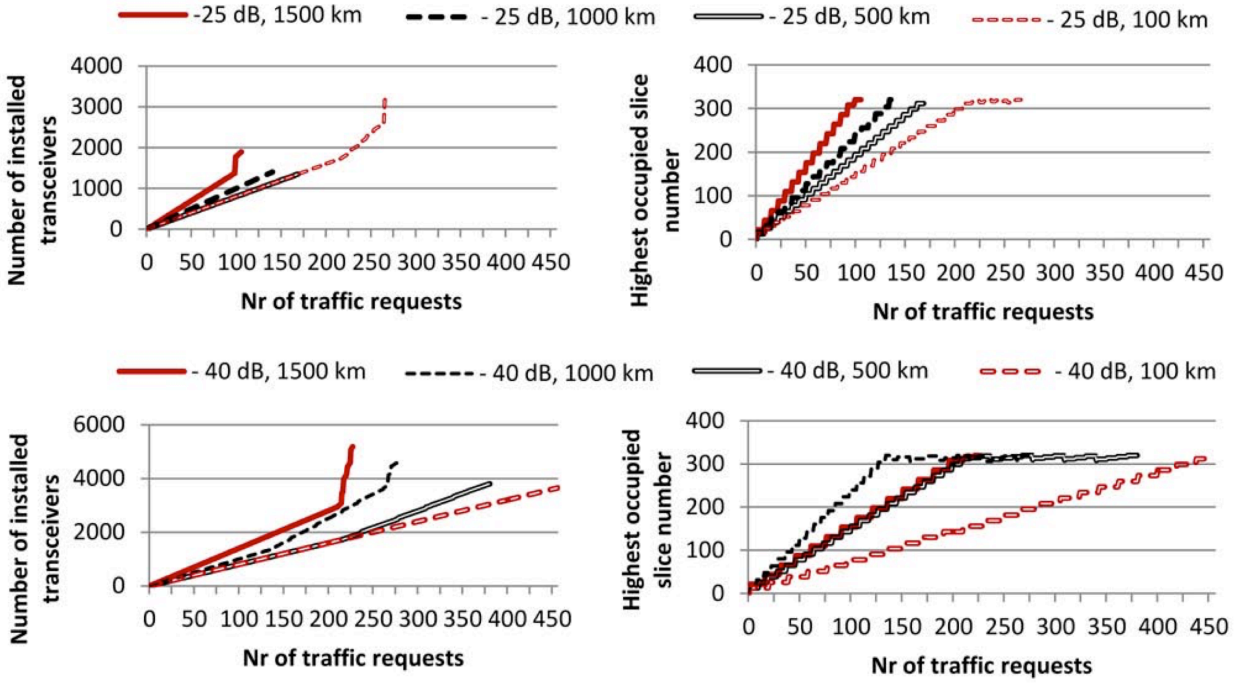 -25 dB, 1500 km - 25 dB, 1000 km - 25 dB, 500 km - 25 dB, 100 km
Number of installed
transceivers
4000
3000
2000
1000
0
0 50 100 150 200 250 300 350 400 450
Nr of traffic requests
Highest occupied slice
number
400
300
200
100
0
0 50 100 150 200 250 300 350 400 450
Nr of traffic requests
- 40 dB, 1500 km - 40 dB, 1000 km - 40 dB, 500 km - 40 dB, 100 km
Number of installed
transceivers
6000
4000
2000
0
0 50 100 150 200 250 300 350 400 450
Nr of traffic requests
Highest occupied
slice number
400
300
200
100
0
0 50 100 150 200 250 300 350 400 450
Nr of traffic requests